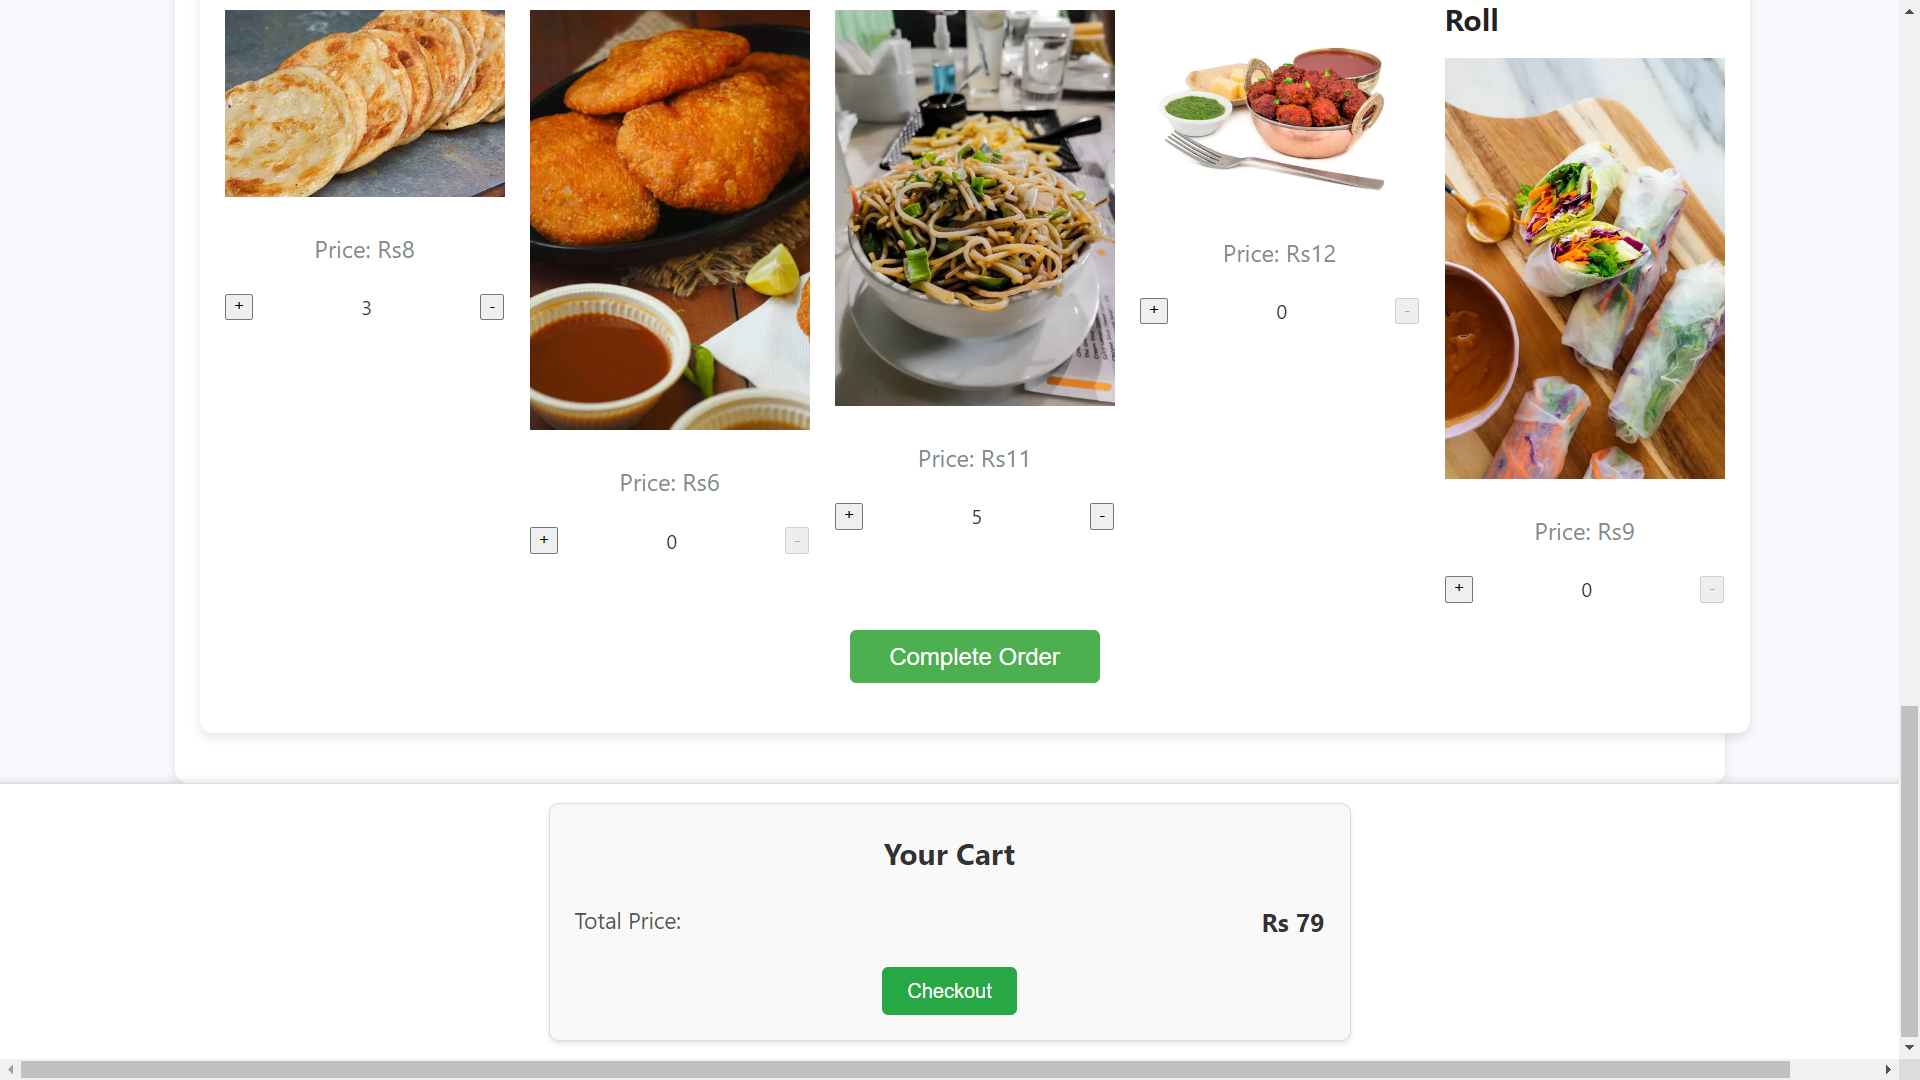 Roll
Price: Rs8
+ 3 -
Price: Rs6
+ 0 -
Price: Rs11
+ 5 -
Price: Rs12
+ 0 -
Price: Rs9
+ 0 -
Complete Order
Your Cart
Total Price: Rs 79
Checkout